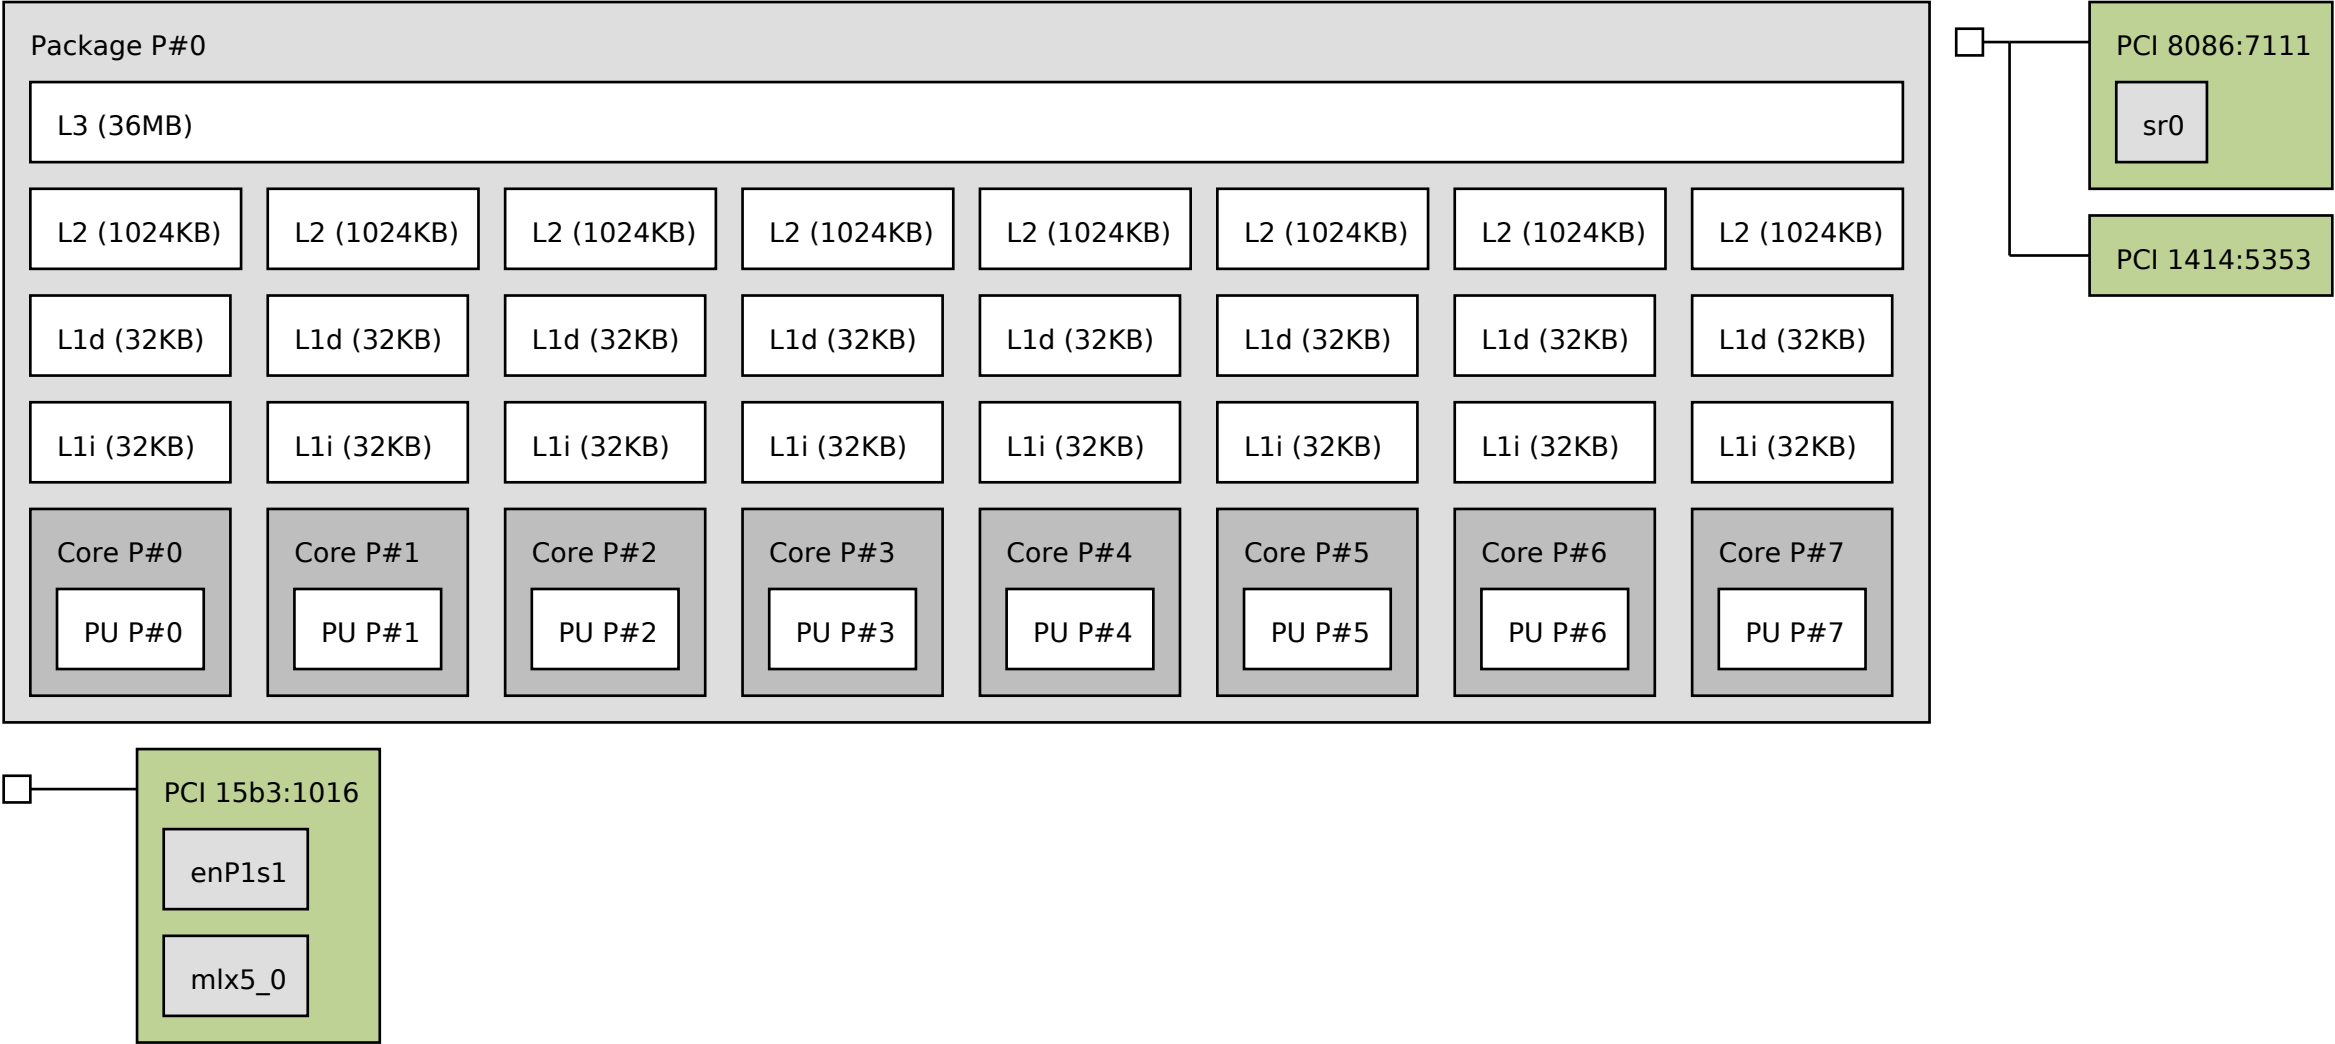 Package P#0
L3 (36MB)
L2 (1024KB) L2 (1024KB) L2 (1024KB) L2 (1024KB) L2 (1024KB) L2 (1024KB) L2 (1024KB) L2 (1024KB)
L1d (32KB) L1d (32KB) L1d (32KB) L1d (32KB) L1d (32KB) L1d (32KB) L1d (32KB) L1d (32KB)
L1i (32KB) L1i (32KB) L1i (32KB) L1i (32KB) L1i (32KB) L1i (32KB) L1i (32KB) L1i (32KB)
Core P#0 Core P#1 Core P#2 Core P#3 Core P#4 Core P#5 Core P#6 Core P#7
PU P#0 PU P#1 PU P#2 PU P#3 PU P#4 PU P#5 PU P#6 PU P#7
PCI 8086:7111
sr0
PCI 1414:5353
PCI 15b3:1016
enP1s1
mlx5_0